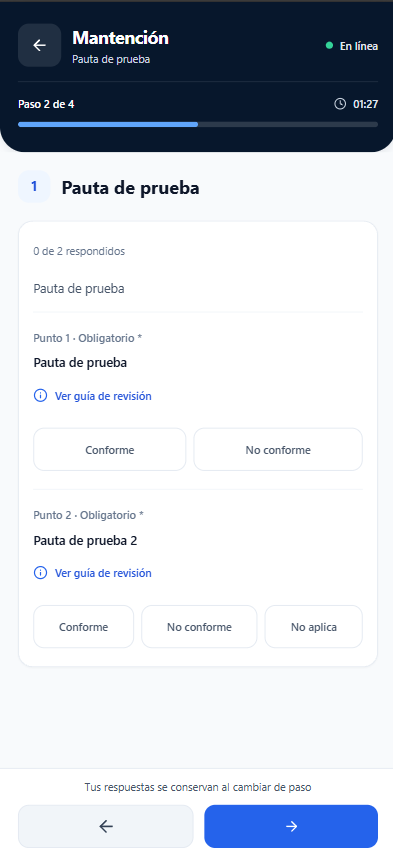 Mantención
Pauta de prueba
En línea
Paso 2 de 4
01:27
1
Pauta de prueba
0 de 2 respondidos
Pauta de prueba
Punto 1 · Obligatorio *
Pauta de prueba
Ver guía de revisión
Conforme
No conforme
Punto 2 · Obligatorio *
Pauta de prueba 2
Ver guía de revisión
Conforme
No conforme
No aplica
Tus respuestas se conservan al cambiar de paso